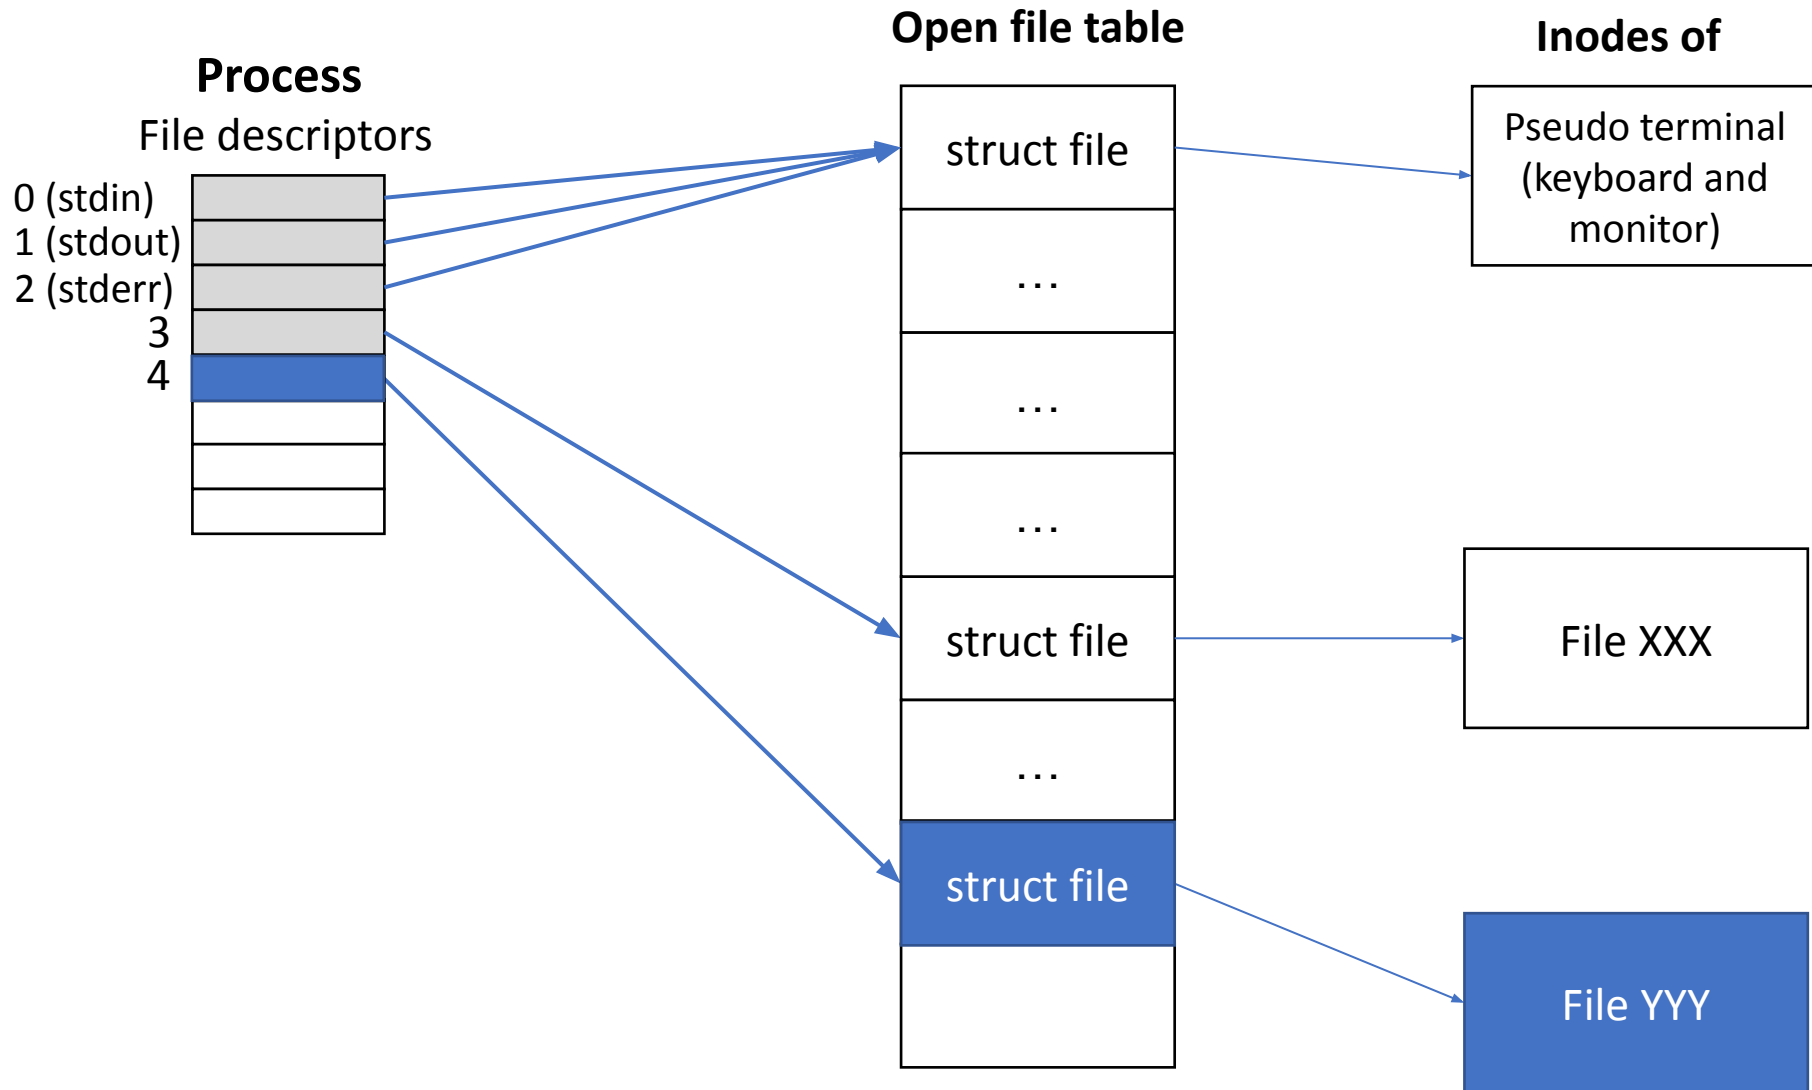 Process
File descriptors
0 (stdin)
1 (stdout)
2 (stderr)
3
4
Open file table
struct file
...
...
...
struct file
...
struct file
Inodes of
Pseudo terminal
(keyboard and
monitor)
File XXX
File YYY